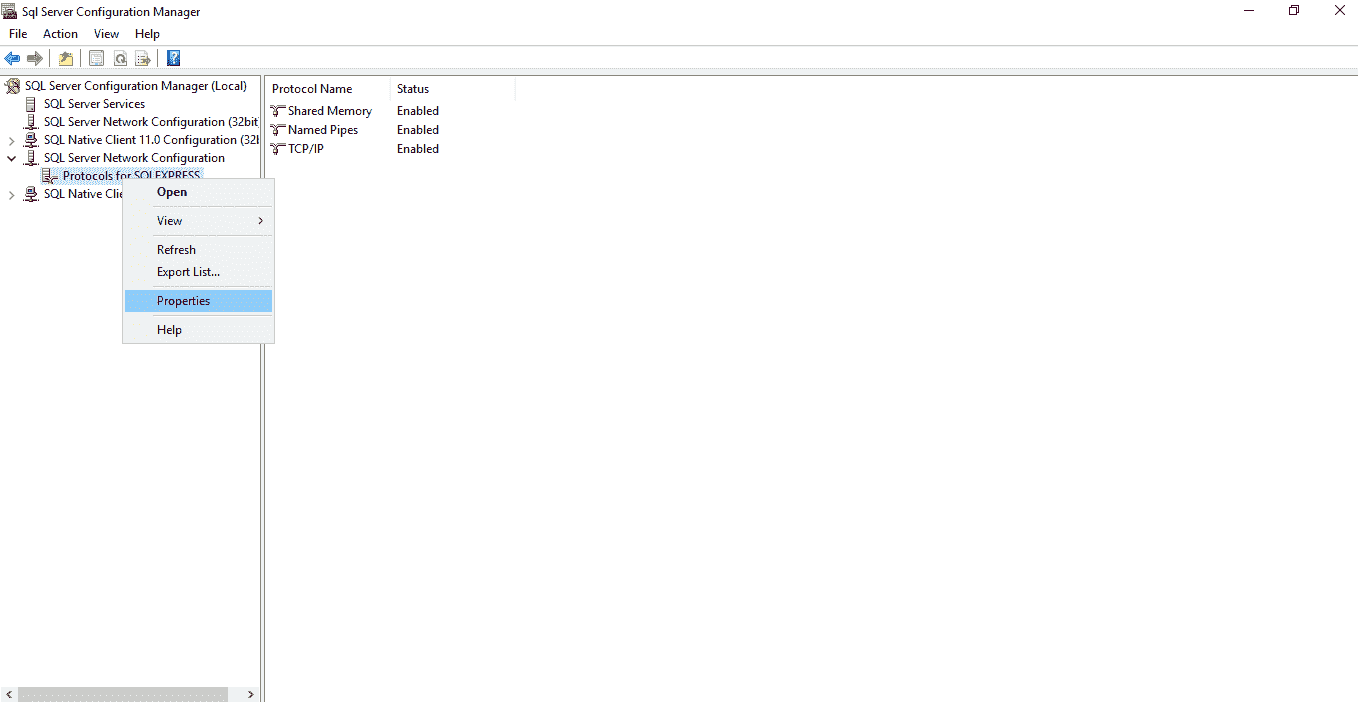 Sql Server Configuration Manager
File Action View Help
SQL Server Configuration Manager (Local)
SQL Server Services
SQL Server Network Configuration (32bit
SQL Native Client 11.0 Configuration (32b
SQL Server Network Configuration
Protocols for SQLEXPRESS
SQL Native Clie
Open
View
Refresh
Export List...
Properties
Help
Protocol Name Status
Shared Memory Enabled
Named Pipes Enabled
TCP/IP Enabled